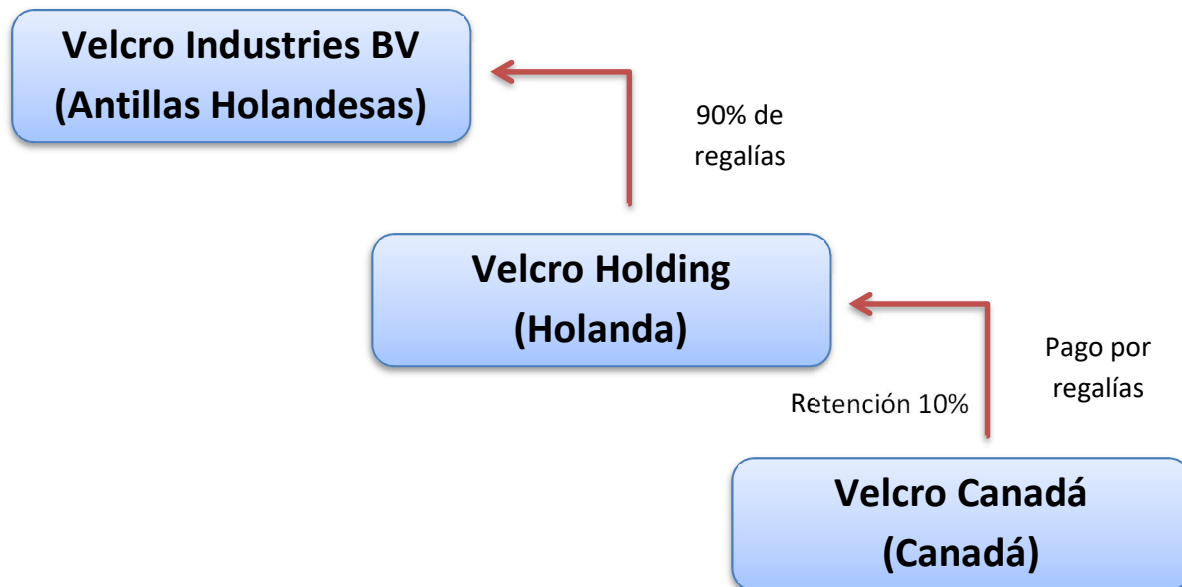 Velcro Industries BV
(Antillas Holandesas)
90% de
regalías
Velcro Holding
(Holanda)
Pago por
regalías
Retención 10%
Velcro Canadá
(Canadá)